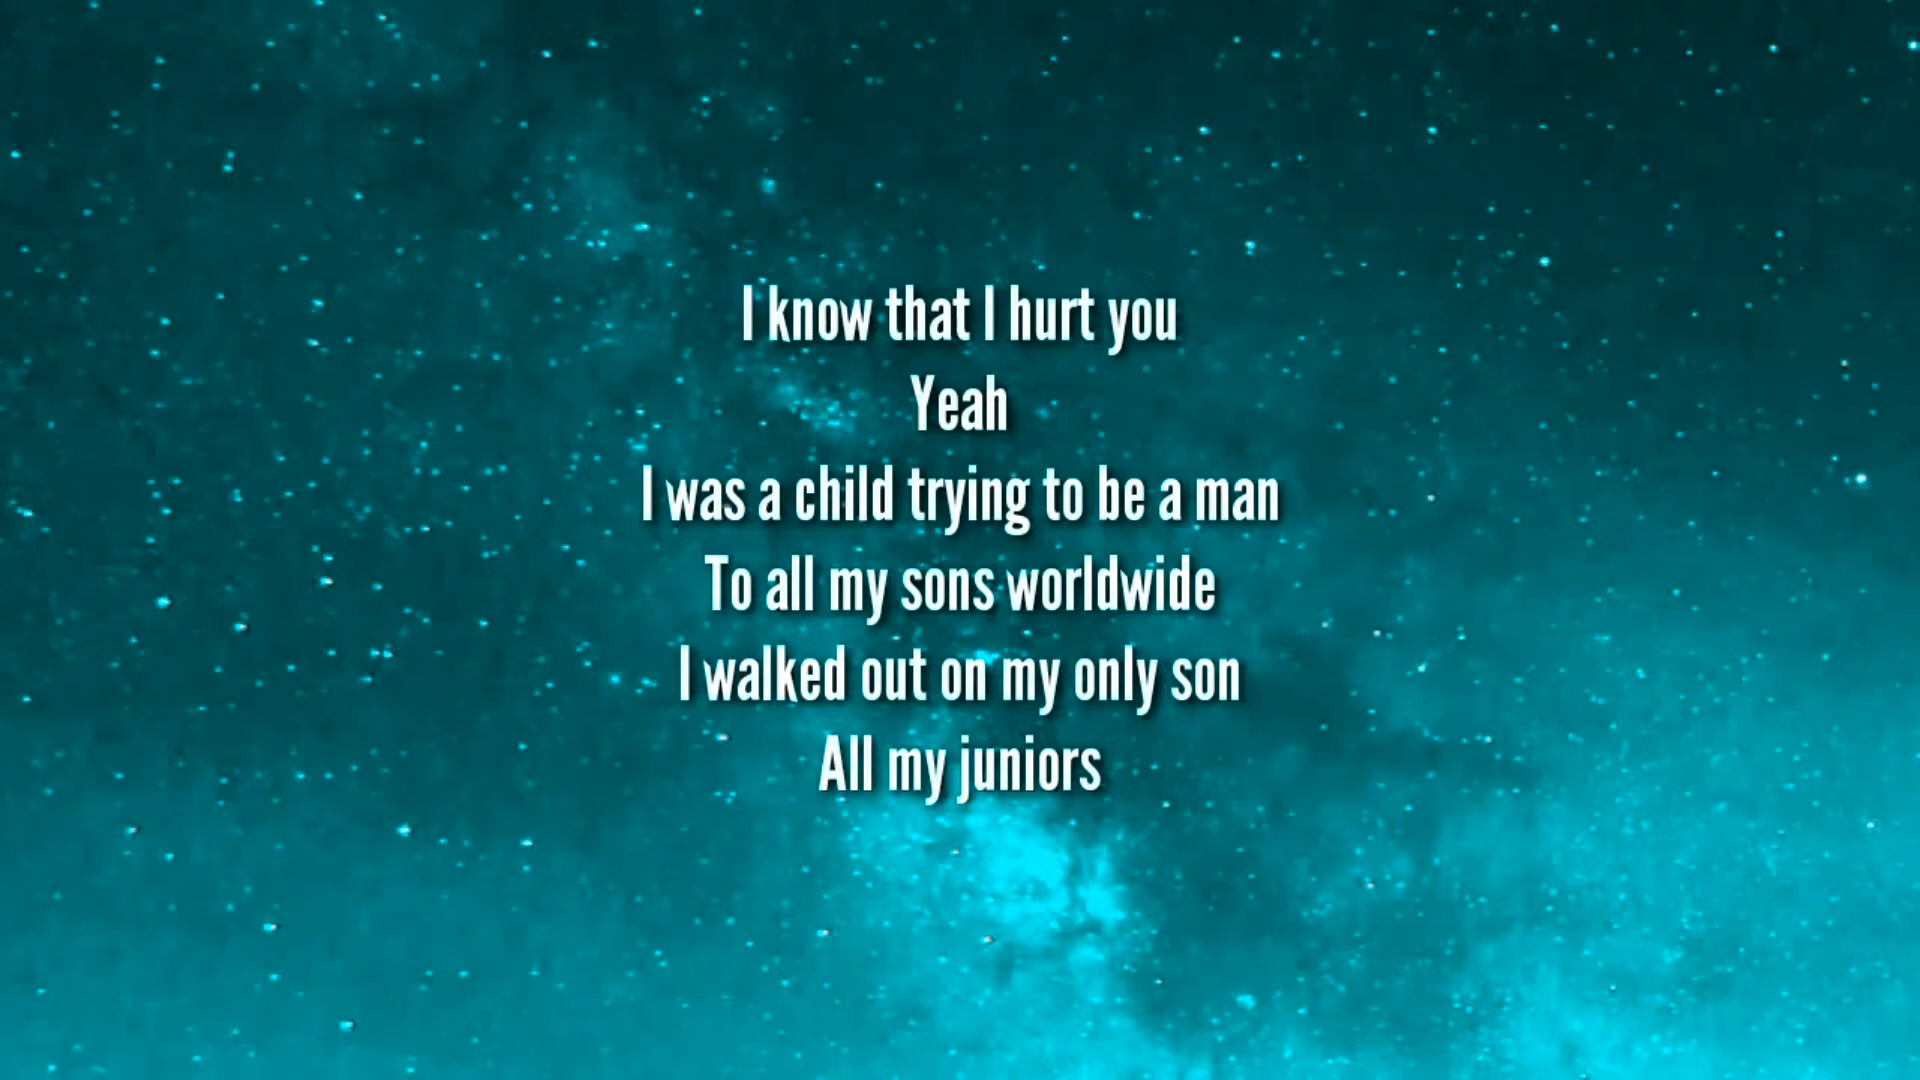 I know that I hurt you
Yeah
I was a child trying to be a man
To all my sons worldwide
I walked out on my only son
All my juniors